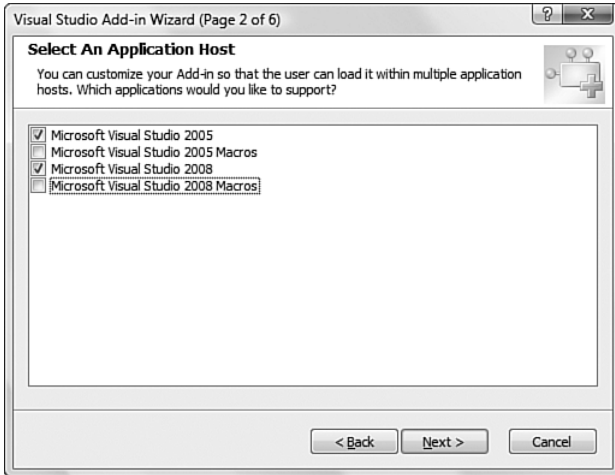 Visual Studio Add-in Wizard (Page 2 of 6)
Select An Application Host
You can customize your Add-in so that the user can load it within multiple application
hosts. Which applications would you like to support?
Microsoft Visual Studio 2005
Microsoft Visual Studio 2005 Macros
Microsoft Visual Studio 2008
Microsoft Visual Studio 2008 Macros
< Back Next > Cancel